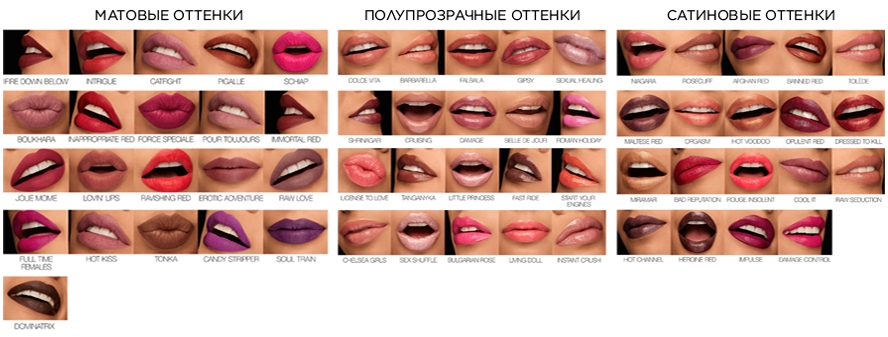 МАТОВЫЕ ОТТЕНКИ
FIRE DOWN BELOW INTRIGUE CATFIGHT PIGALLE SCHIAP
BOUKHARA INAPPROPRIATE RED FORCE SPECIALE POUR TOUJOURS IMMORTAL RED
JOLIE MOME LOVIN' LIPS RAVISHING RED EROTIC ADVENTURE RAW LOVE
FULL TIME FEMALES HOT KISS TONKA CANDY STRIPPER SOUL TRAIN
DOMINATRIX
ПОЛУПРОЗРАЧНЫЕ ОТТЕНКИ
DOLCE VITA BARBARELLA FALBALA GIPSY SEXUAL HEALING
SHRINAGAR CRUISING DAMAGE BELLE DE JOUR ROMAN HOLIDAY
LICENSE TO LOVE TANGANYKA LITTLE PRINCESS FAST RIDE START YOUR ENGINES
CHELSEA GIRLS SEX SHUFFLE BULGARIAN ROSE LIVING DOLL INSTANT CRUSH
САТИНОВЫЕ ОТТЕНКИ
NIAGARA ROSECLIFF AFGHAN RED BANNED RED TOLÈDE
MALTESE RED ORGASM HOT VOODOO OPULENT RED DRESSED TO KILL
MIRAMAR BAD REPUTATION ROUGE INSOLENT COOL IT RAW SEDUCTION
HOT CHANNEL HEROINE RED IMPULSE DAMAGE CONTROL